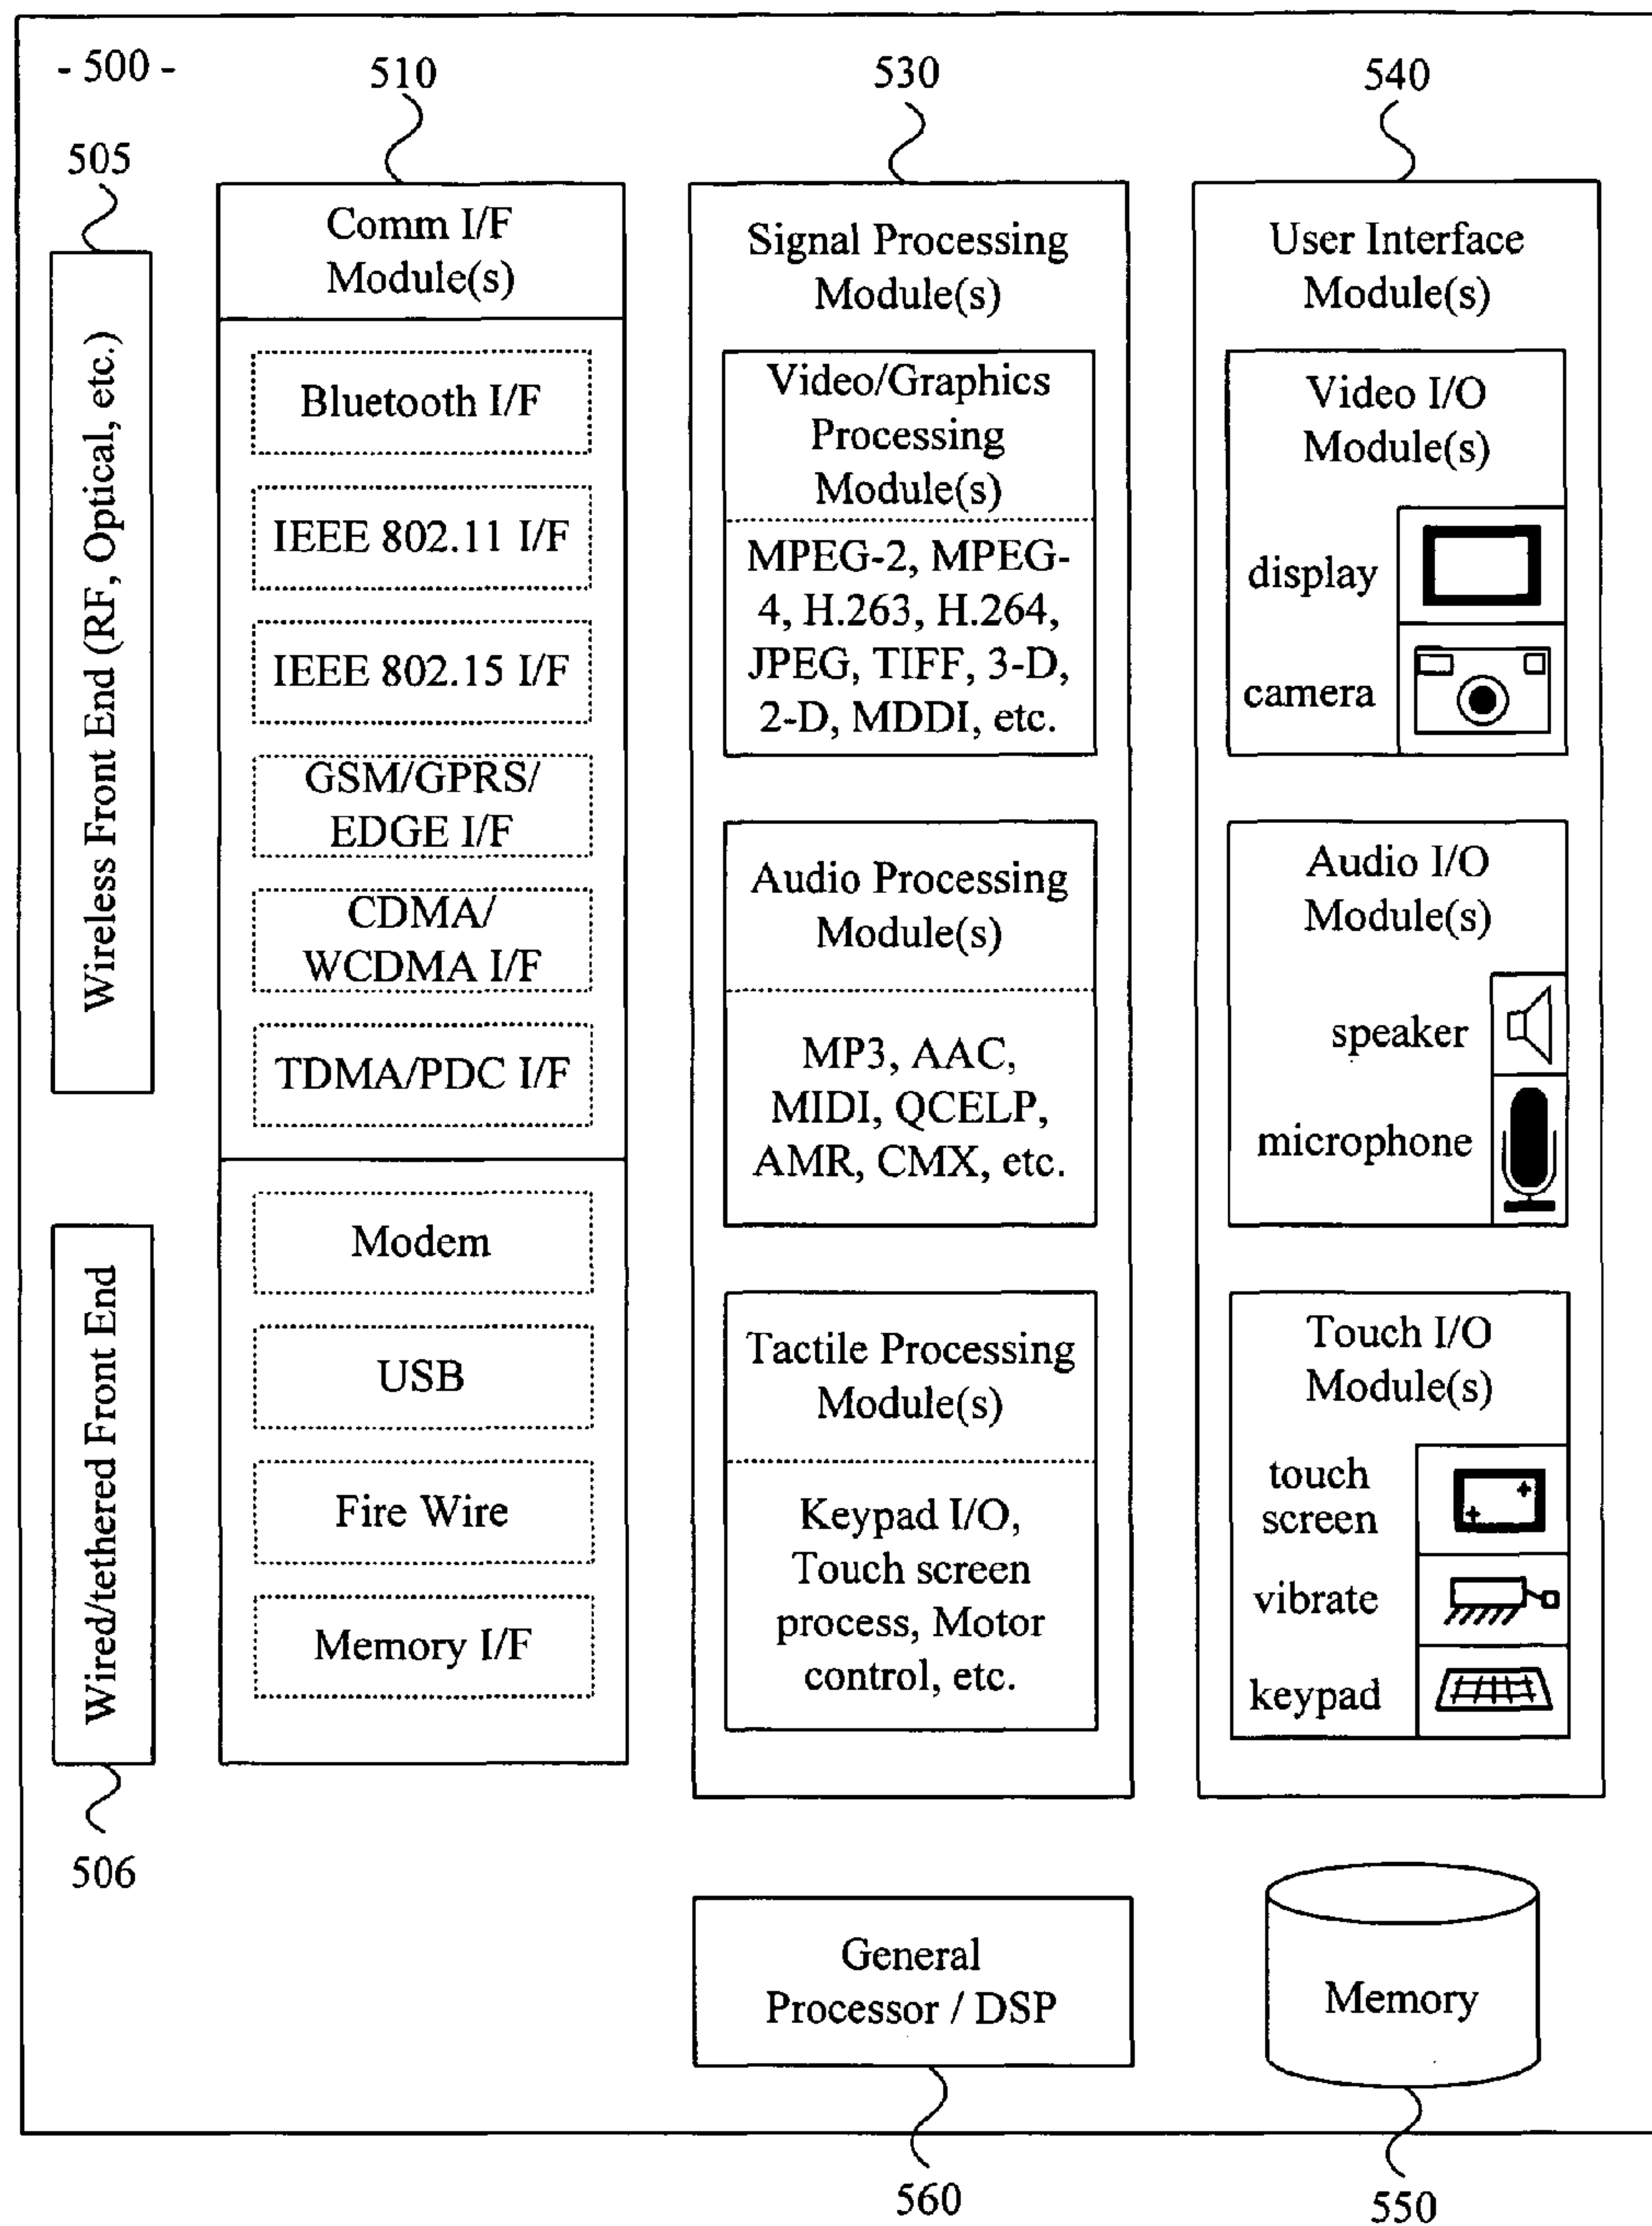 - 500 -
510
530
540
505
Wireless Front End (RF, Optical, etc.)
Wired/tethered Front End
506
Comm I/F
Module(s)
Bluetooth I/F
IEEE 802.11 I/F
IEEE 802.15 I/F
GSM/GPRS/
EDGE I/F
CDMA/
WCDMA I/F
TDMA/PDC I/F
Modem
USB
Fire Wire
Memory I/F
Signal Processing
Module(s)
Video/Graphics
Processing
Module(s)
MPEG-2, MPEG-
4, H.263, H.264,
JPEG, TIFF, 3-D,
2-D, MDDI, etc.
Audio Processing
Module(s)
MP3, AAC,
MIDI, QCELP,
AMR, CMX, etc.
Tactile Processing
Module(s)
Keypad I/O,
Touch screen
process, Motor
control, etc.
User Interface
Module(s)
Video I/O
Module(s)
display
camera
Audio I/O
Module(s)
speaker
microphone
Touch I/O
Module(s)
touch
screen
vibrate
keypad
General
Processor / DSP
Memory
560
550